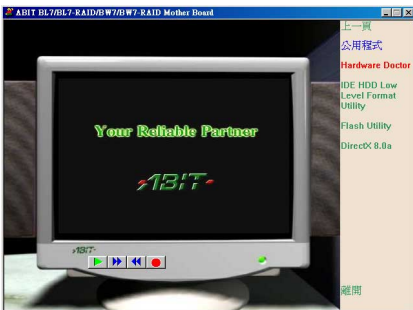 ABIT BL7/BL7-RAID/BW7/BW7-RAID Mother Board
上一頁
公用程式
Hardware Doctor
IDE HDD Low
Level Format
Utility
Flash Utility
DirectX 8.0a
離開
Your Reliable Partner
ABIT
ABIT